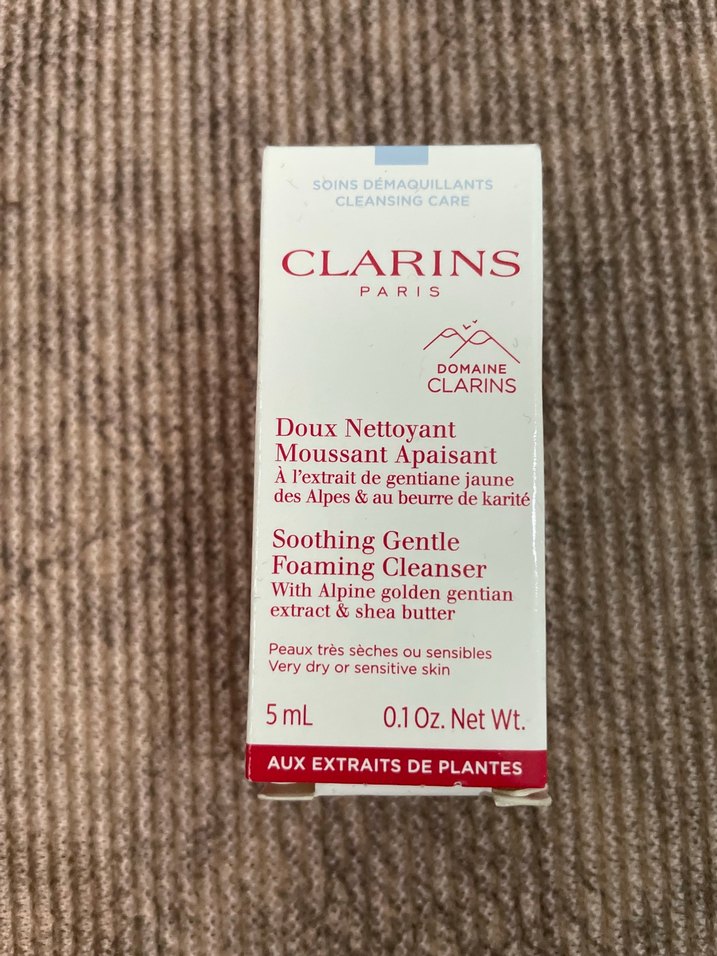 SOINS DÉMAQUILLANTS
CLEANSING CARE
CLARINS
PARIS
DOMAINE
CLARINS
Doux Nettoyant
Moussant Apaisant
À l'extrait de gentiane jaune
des Alpes & au beurre de karité
Soothing Gentle
Foaming Cleanser
With Alpine golden gentian
extract & shea butter
Peaux très sèches ou sensibles
Very dry or sensitive skin
5 mL 0.1 Oz. Net Wt.
AUX EXTRAITS DE PLANTES